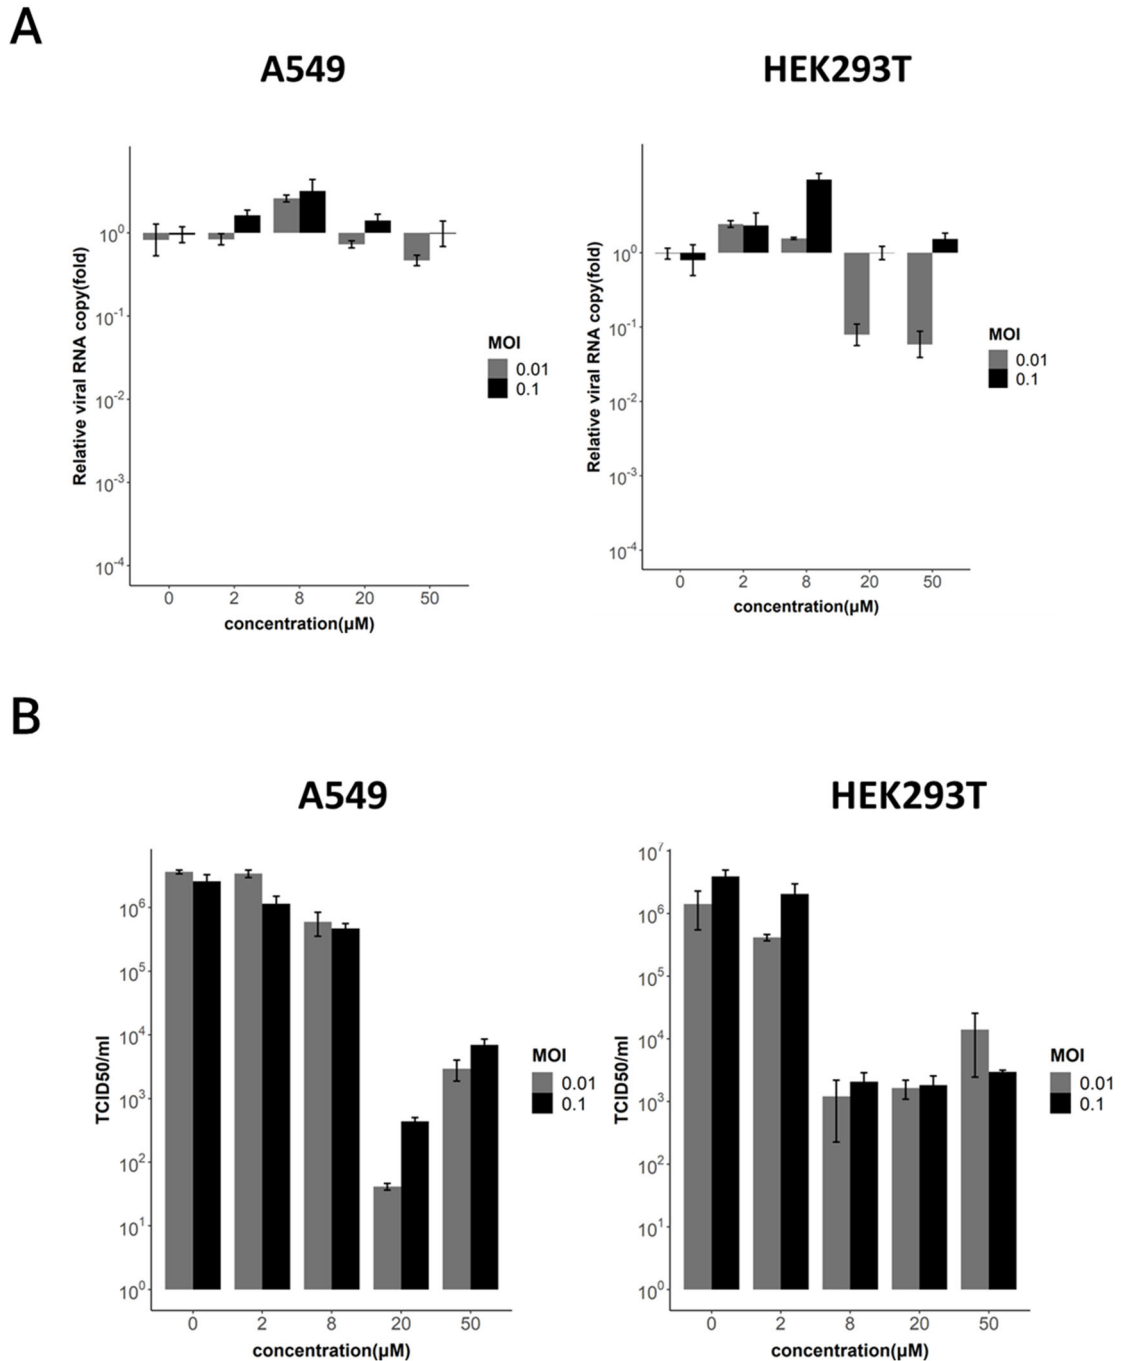 A
A549
HEK293T
Relative viral RNA copy(fold)
10⁰
10⁻¹
10⁻²
10⁻³
10⁻⁴
0 2 8 20 50
concentration(µM)
MOI
0.01
0.1
Relative viral RNA copy(fold)
10⁰
10⁻¹
10⁻²
10⁻³
10⁻⁴
0 2 8 20 50
concentration(µM)
MOI
0.01
0.1
B
A549
HEK293T
TCID50/ml
10⁶
10⁵
10⁴
10³
10²
10¹
10⁰
0 2 8 20 50
concentration(µM)
MOI
0.01
0.1
TCID50/ml
10⁷
10⁶
10⁵
10⁴
10³
10²
10¹
10⁰
0 2 8 20 50
concentration(µM)
MOI
0.01
0.1